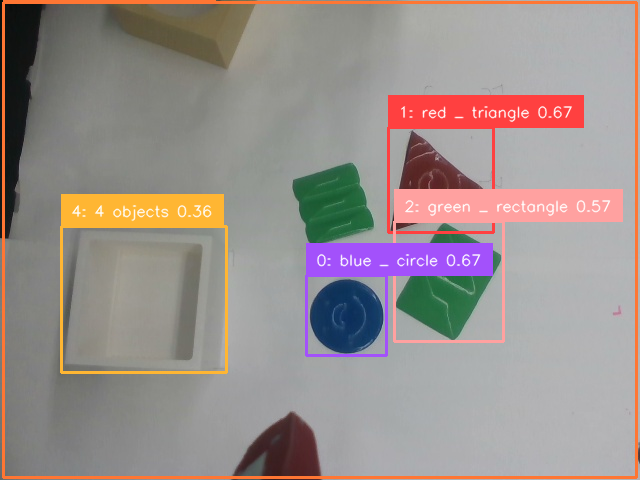 1: red _ triangle 0.67
4: 4 objects 0.36
2: green _ rectangle 0.57
0: blue _ circle 0.67